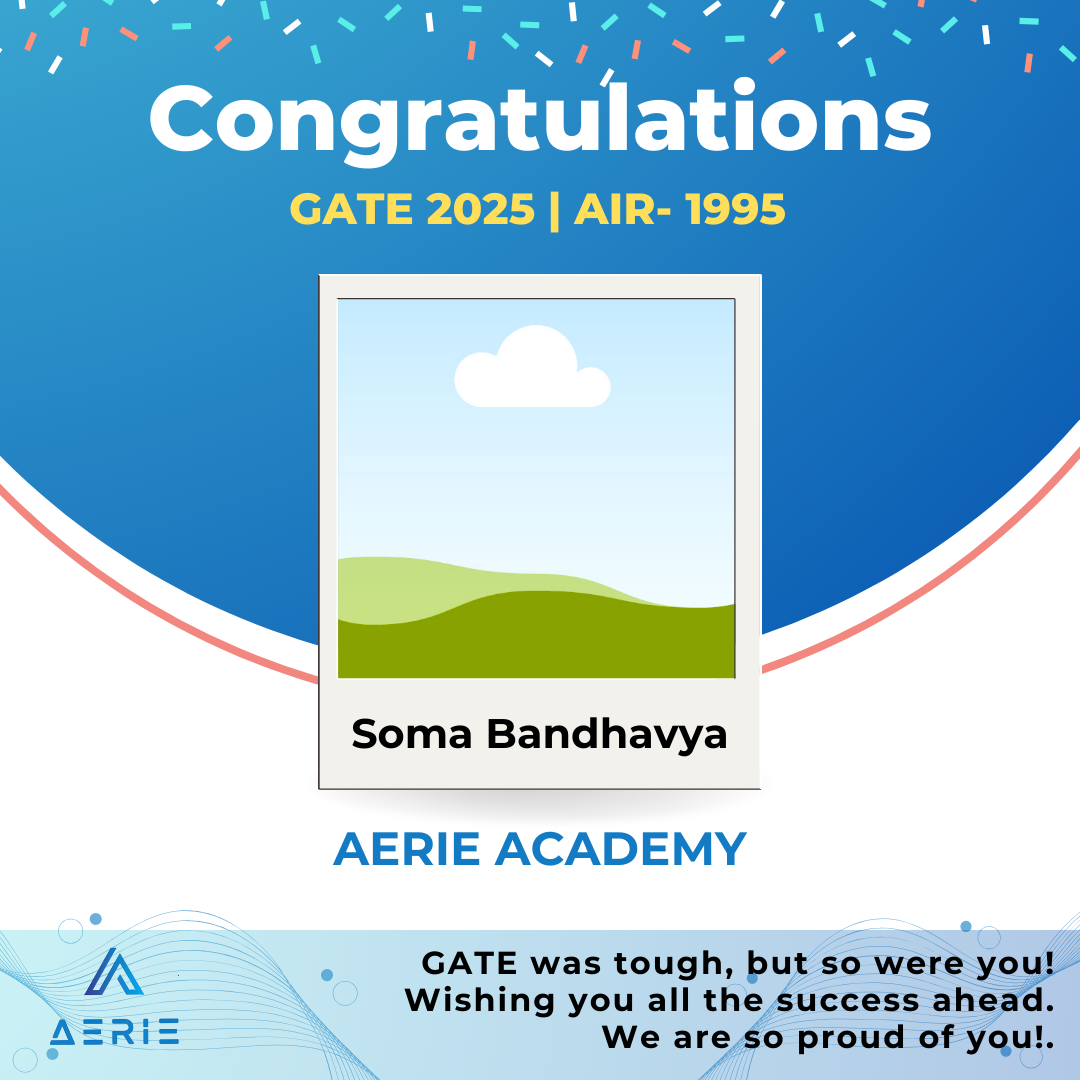 Congratulations
GATE 2025 | AIR- 1995
Soma Bandhavya
AERIE ACADEMY
GATE was tough, but so were you!
Wishing you all the success ahead.
We are so proud of you!.
AERiE